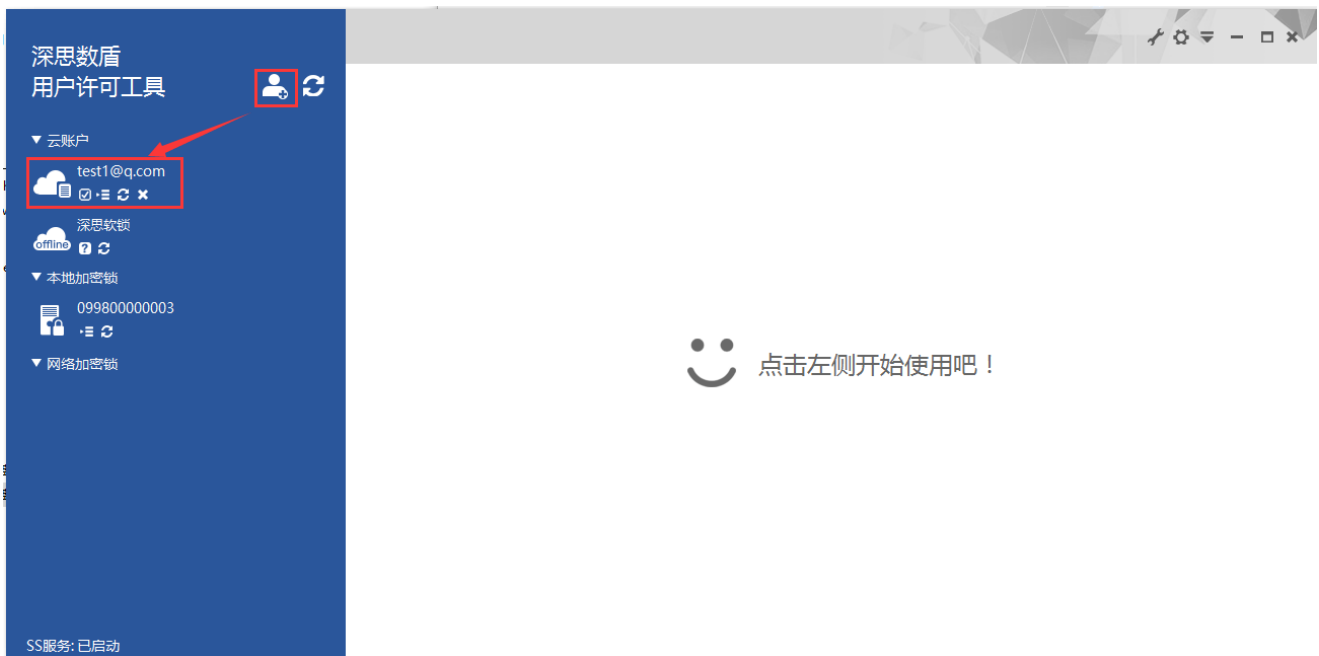 深思数盾
用户许可工具
云账户
test1@q.com
深思软锁
offline
本地加密锁
099800000003
网络加密锁
点击左侧开始使用吧！
SS服务: 已启动